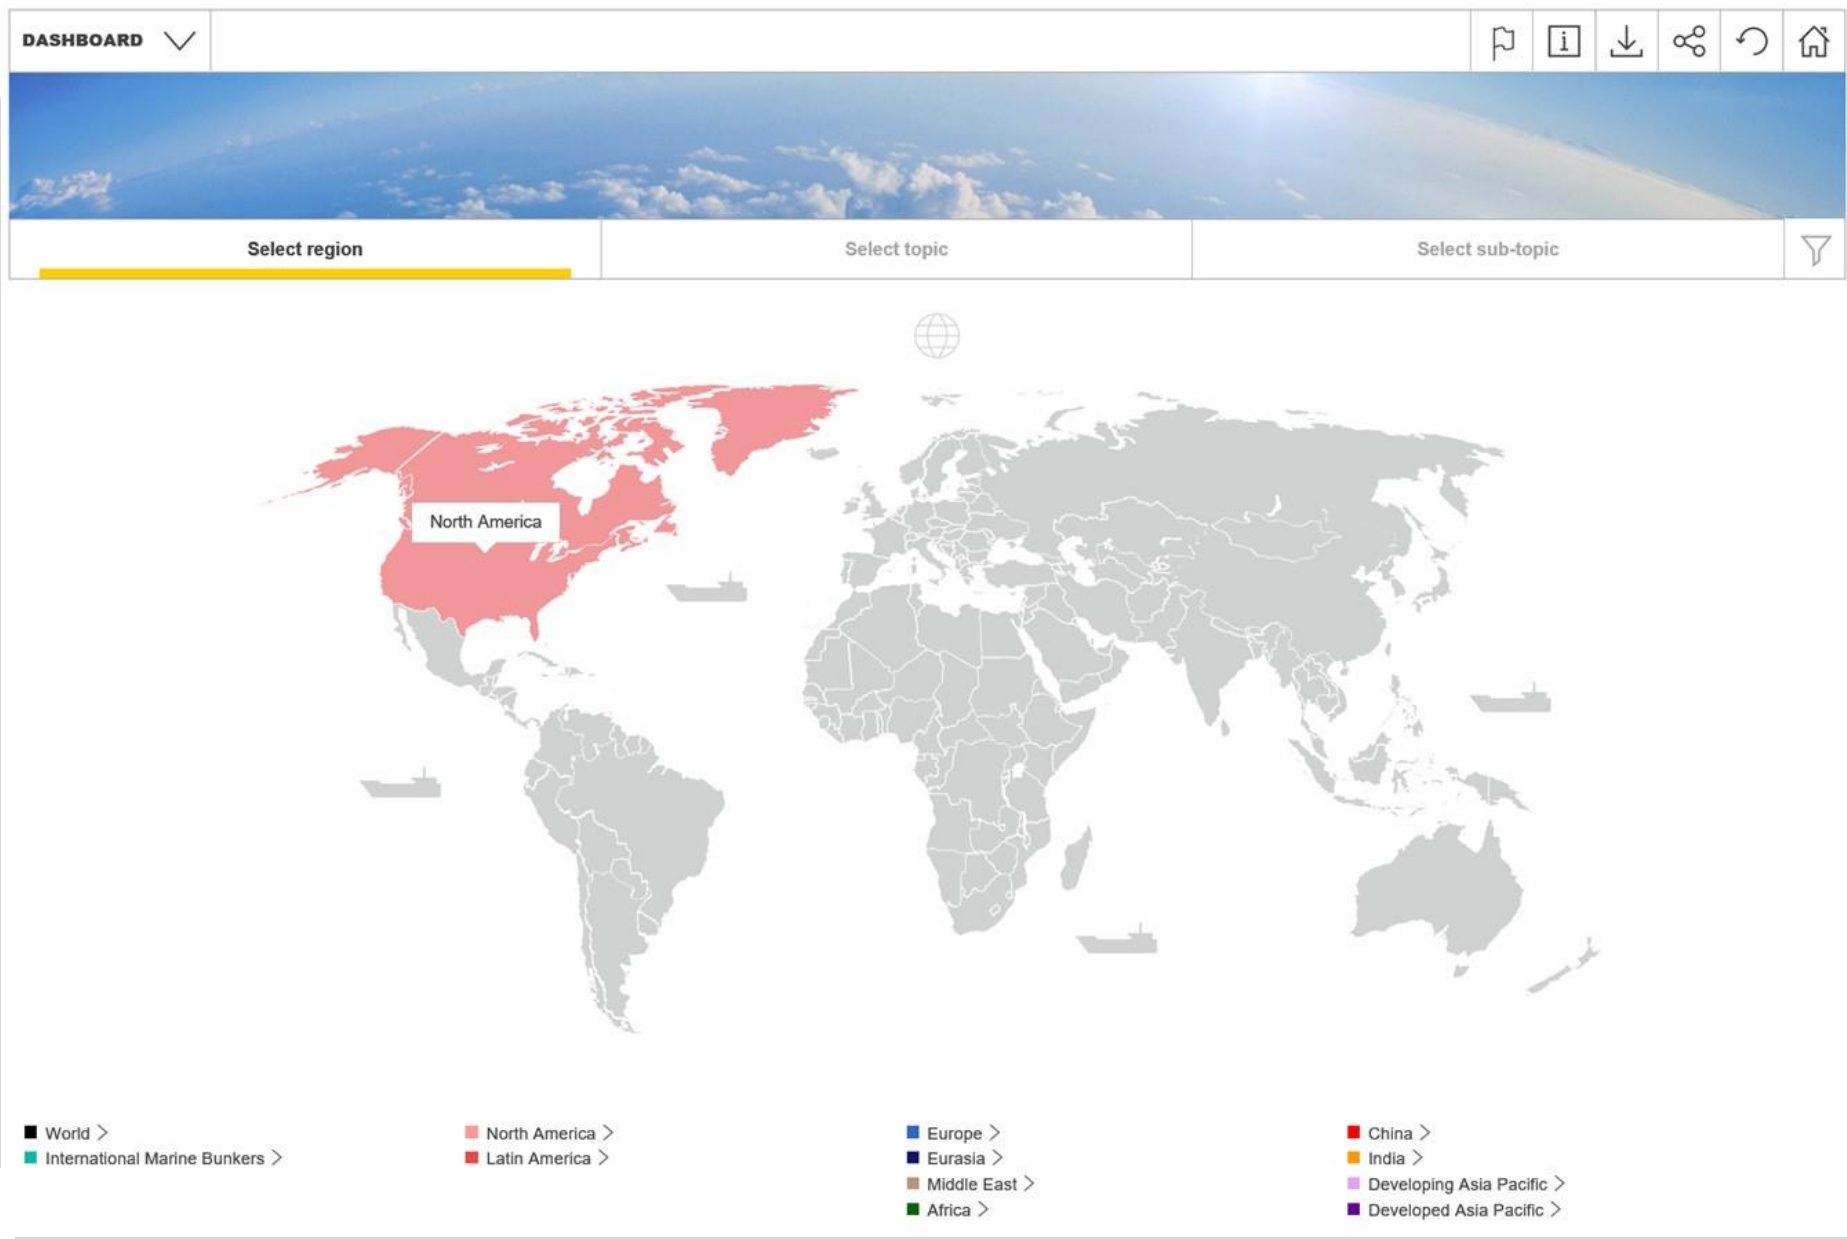 DASHBOARD
Select region
Select topic
Select sub-topic
North America
World
International Marine Bunkers
North America
Latin America
Europe
Eurasia
Middle East
Africa
China
India
Developing Asia Pacific
Developed Asia Pacific